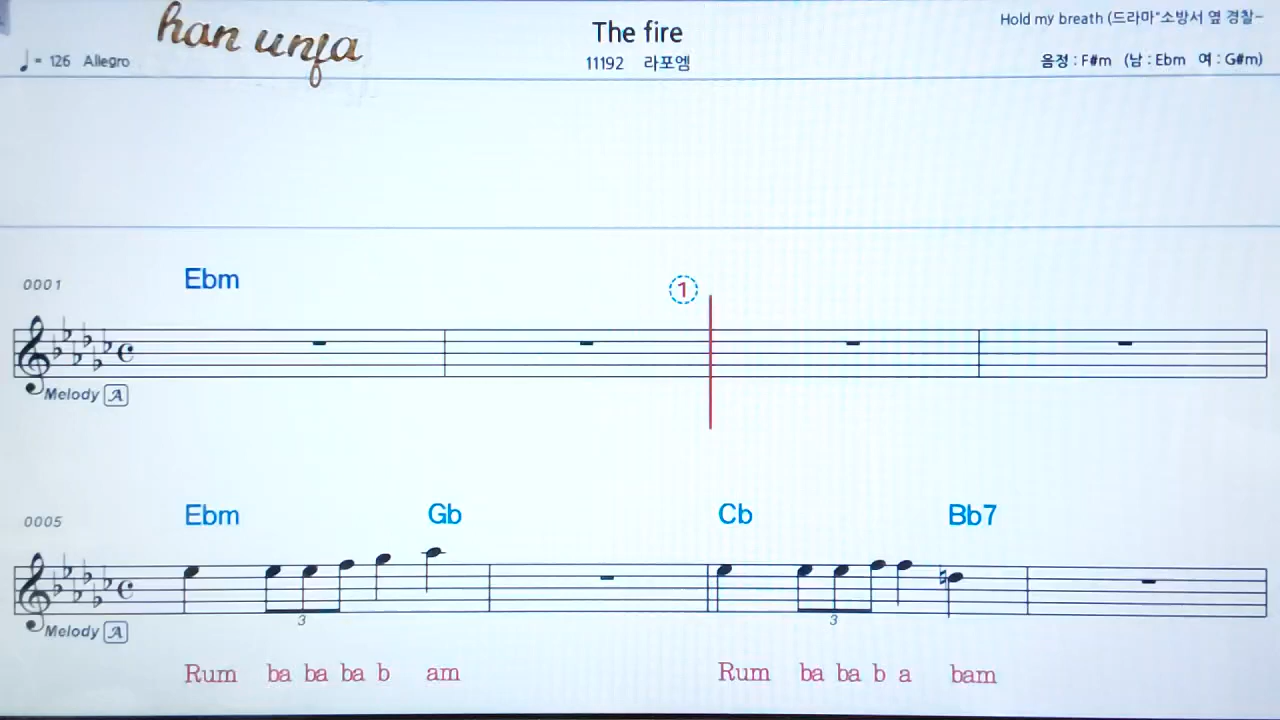 han unja
The fire
Hold my breath (드라마"소방서 옆 경찰-
♩ = 126 Allegro
11192 라포엠
음정 : F#m (남 : Ebm 여 : G#m)
0001
Ebm
1
Melody A
0005
Ebm Gb Cb Bb7
3 3
Melody A
Rum ba ba ba b am Rum ba ba b a bam